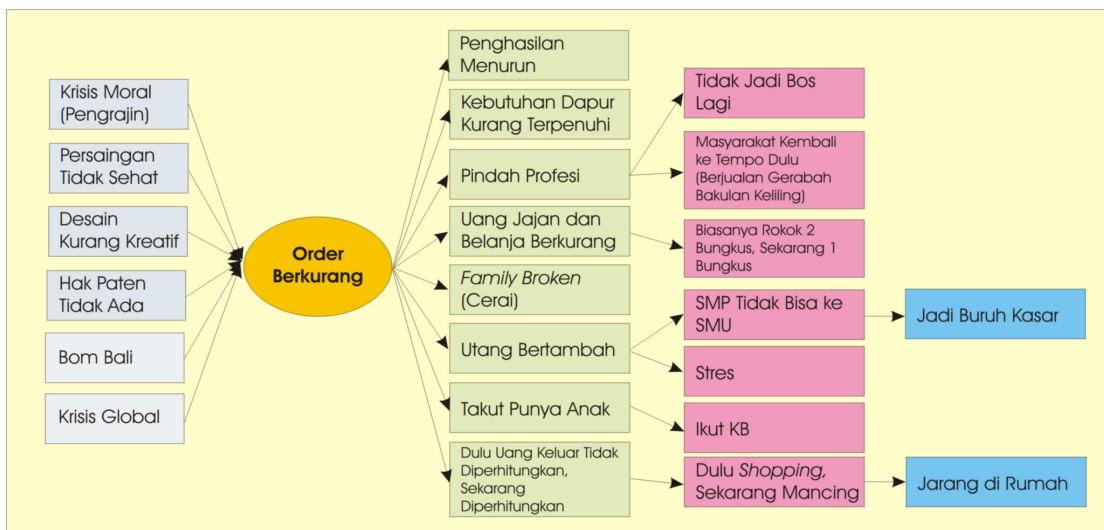 Krisis Moral
(Pengrajin)
Persaingan
Tidak Sehat
Desain
Kurang Kreatif
Hak Paten
Tidak Ada
Bom Bali
Krisis Global
Order
Berkurang
Penghasilan
Menurun
Kebutuhan Dapur
Kurang Terpenuhi
Pindah Profesi
Uang Jajan dan
Belanja Berkurang
Family Broken
(Cerai)
Utang Bertambah
Takut Punya Anak
Dulu Uang Keluar Tidak
Diperhitungkan,
Sekarang
Diperhitungkan
Tidak Jadi Bos
Lagi
Masyarakat Kembali
ke Tempo Dulu
(Berjualan Gerabah
Bakulan Keliling)
Biasanya Rokok 2
Bungkus, Sekarang 1
Bungkus
SMP Tidak Bisa ke
SMU
Stres
Ikut KB
Dulu Shopping,
Sekarang Mancing
Jadi Buruh Kasar
Jarang di Rumah